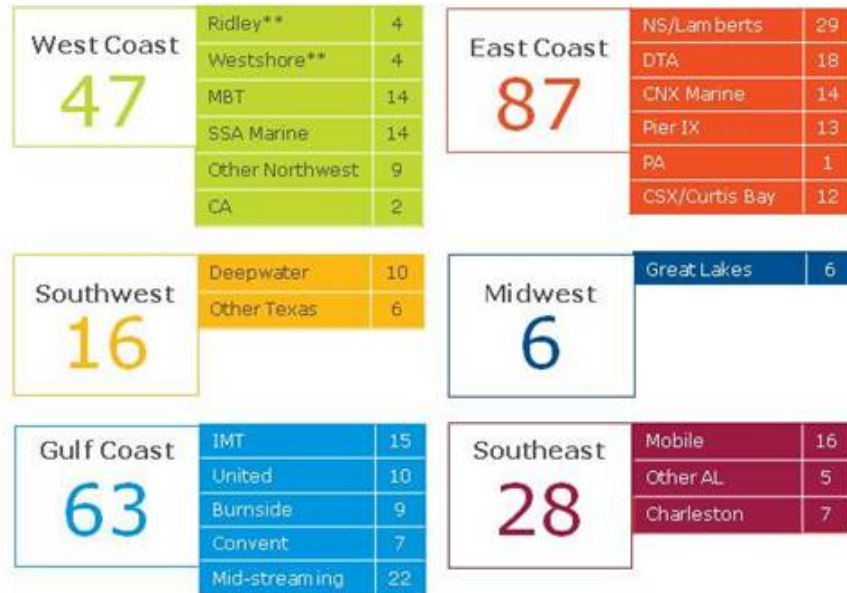 West Coast
47
Ridley** 4
Westshore** 4
MBT 14
SSA Marine 14
Other Northwest 9
CA 2
East Coast
87
NS/Lamberts 29
DTA 18
CNX Marine 14
Pier IX 13
PA 1
CSX/Curtis Bay 12
Southwest
16
Deepwater 10
Other Texas 6
Midwest
6
Great Lakes 6
Gulf Coast
63
IMT 15
United 10
Burnside 9
Convent 7
Mid-streaming 22
Southeast
28
Mobile 16
Other AL 5
Charleston 7